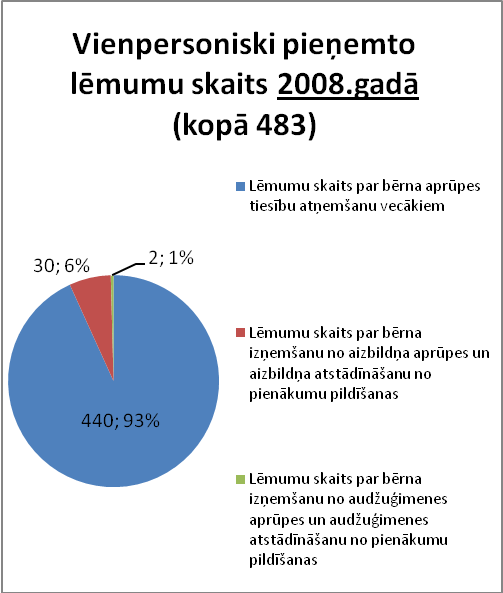 Vienpersoniski pieņemto
lēmumu skaits 2008.gadā
(kopā 483)
Lēmumu skaits par bērna aprūpes
tiesību atņemšanu vecākiem
2; 1%
30; 6%
Lēmumu skaits par bērna
izņemšanu no aizbildņa aprūpes un
aizbildņa atstādīnāšanu no
pienākumu pildīšanas
440; 93%
Lēmumu skaits par bērna
izņemšanu no audžuģimenes
aprūpes un audžuģimenes
atstādīnāšanu no pienākumu
pildīšanas